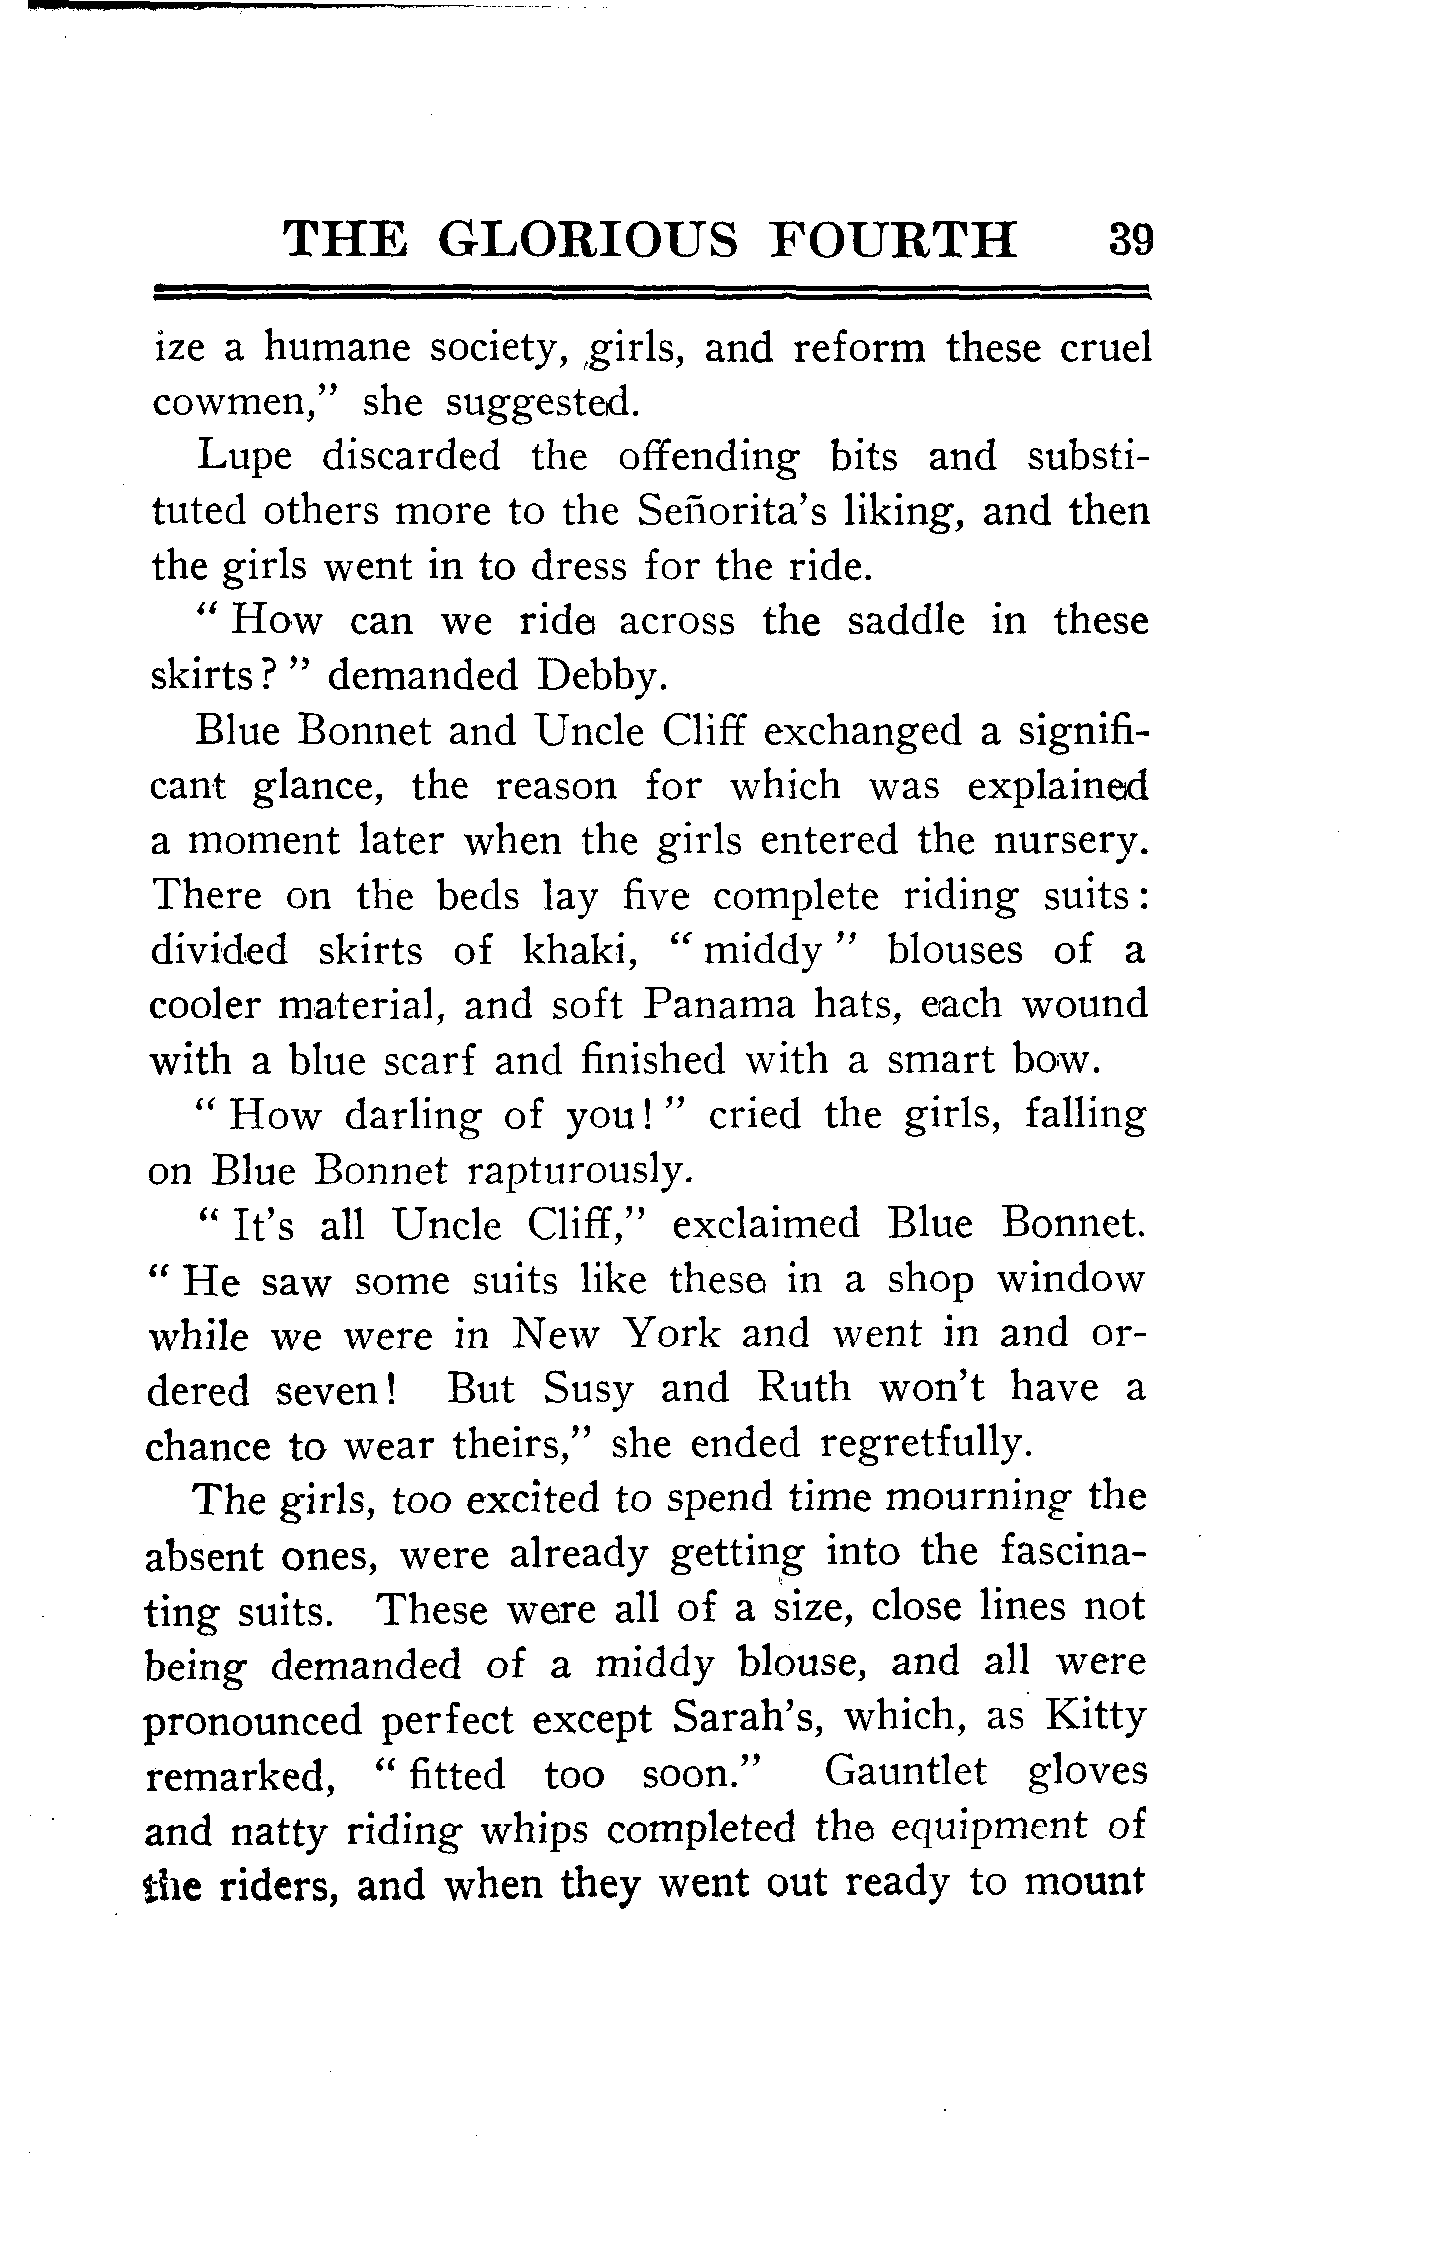 THE GLORIOUS FOURTH 39
ize a humane society, girls, and reform these cruel
cowmen," she suggested.
Lupe discarded the offending bits and substi-
tuted others more to the Señorita's liking, and then
the girls went in to dress for the ride.
" How can we ride across the saddle in these
skirts? " demanded Debby.
Blue Bonnet and Uncle Cliff exchanged a signifi-
cant glance, the reason for which was explained
a moment later when the girls entered the nursery.
There on the beds lay five complete riding suits:
divided skirts of khaki, " middy " blouses of a
cooler material, and soft Panama hats, each wound
with a blue scarf and finished with a smart bow.
" How darling of you! " cried the girls, falling
on Blue Bonnet rapturously.
" It's all Uncle Cliff," exclaimed Blue Bonnet.
" He saw some suits like these in a shop window
while we were in New York and went in and or-
dered seven! But Susy and Ruth won't have a
chance to wear theirs," she ended regretfully.
The girls, too excited to spend time mourning the
absent ones, were already getting into the fascina-
ting suits. These were all of a size, close lines not
being demanded of a middy blouse, and all were
pronounced perfect except Sarah's, which, as Kitty
remarked, " fitted too soon." Gauntlet gloves
and natty riding whips completed the equipment of
the riders, and when they went out ready to mount